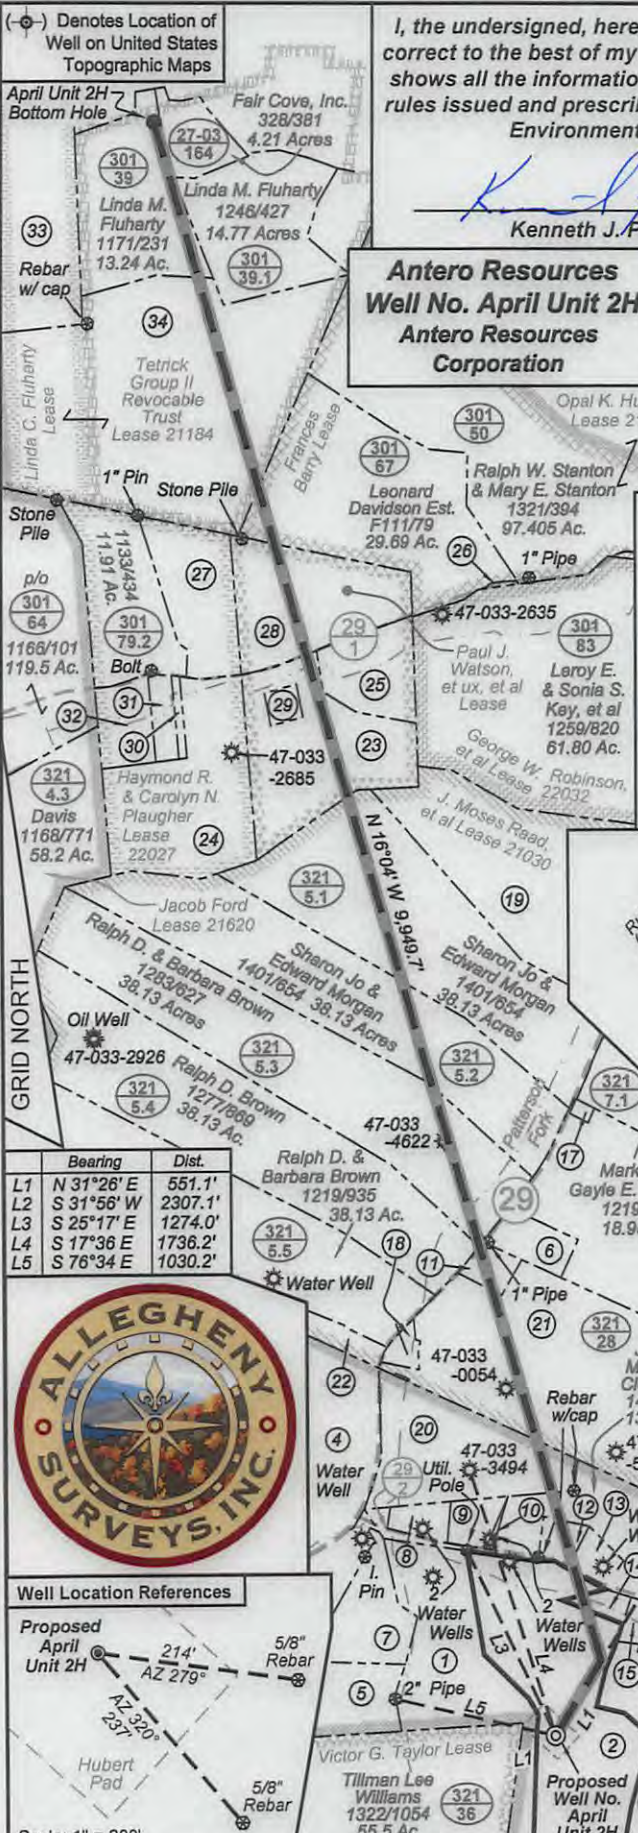 (-⌖-) Denotes Location of
Well on United States
Topographic Maps
I, the undersigned, here
correct to the best of my
shows all the informatio
rules issued and prescri
Environment
Kenneth J. P
Antero Resources
Well No. April Unit 2H
Antero Resources
Corporation
April Unit 2H
Bottom Hole
Fair Cove, Inc.
328/381
4.21 Acres
27-03
164
301
39
Linda M.
Fluharty
1171/231
13.24 Ac.
Linda M. Fluharty
1246/427
14.77 Acres
301
39.1
33
Rebar
w/ cap
34
Tetrick
Group II
Revocable
Trust
Lease 21184
Linda C. Fluharty
Lease
Frances
Barry Lease
Opal K. Hu
Lease 21
301
50
301
67
Leonard
Davidson Est.
F111/79
29.69 Ac.
Ralph W. Stanton
& Mary E. Stanton
1321/394
97.405 Ac.
1" Pin
Stone Pile
Stone
Pile
26
1" Pipe
p/o
301
64
1166/101
119.5 Ac.
1133/434
11.91 Ac.
27
301
79.2
Bolt
28
29
1
47-033-2635
Paul J.
Watson,
et ux, et al
Lease
301
83
Leroy E.
& Sonia S.
Key, et al
1259/820
61.80 Ac.
25
31
32
30
29
23
47-033
-2685
George W. Robinson,
et al Lease 22032
321
4.3
Davis
1168/771
58.2 Ac.
Haymond R.
& Carolyn N.
Plaugher
Lease
22027
24
J. Moses Raad,
et al Lease 21030
N 16°04' W 9,949.7'
19
321
5.1
Jacob Ford
Lease 21620
Ralph D. & Barbara Brown
1283/627
38.13 Acres
Sharon Jo &
Edward Morgan
1401/654 38.13 Acres
Sharon Jo &
Edward Morgan
1401/654
38.13 Acres
GRID NORTH
Oil Well
47-033-2926
321
5.3
321
5.4
Ralph D. Brown
1277/869
38.13 Ac.
321
5.2
321
7.1
Patterson
Fork
47-033
-4622
17
Ralph D. &
Barbara Brown
1219/935
38.13 Ac.
Mark
Gayle E.
1219
18.9
29
Bearing Dist.
L1 N 31°26' E 551.1'
L2 S 31°56' W 2307.1'
L3 S 25°17' E 1274.0'
L4 S 17°36 E 1736.2'
L5 S 76°34 E 1030.2'
321
5.5
18
11
6
Water Well
1" Pipe
21
321
28
22
47-033
-0054
Rebar
w/cap
ALLEGHENY
SURVEYS, INC.
4
Water
Well
20
29
2
Util.
Pole
47-033
-3494
9
10
12
13
8
I.
Pin
2
Water
Wells
2
Water
Wells
14
7
1
L3
L4
15
5
2" Pipe
L5
L1
2
Well Location References
Proposed
April
Unit 2H
214'
AZ 279°
5/8"
Rebar
AZ 320°
237'
Hubert
Pad
5/8"
Rebar
Victor G. Taylor Lease
L1
Tillman Lee
Williams
1322/1054
55.5 Ac.
321
36
Proposed
Well No.
April
Unit 2H